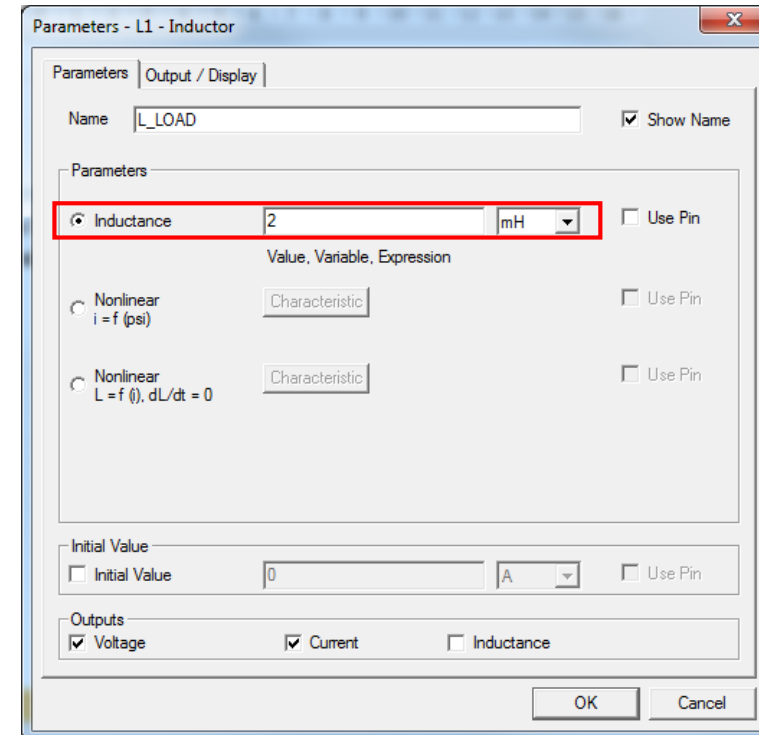 Parameters - L1 - Inductor
Parameters Output / Display
Name L_LOAD Show Name
Parameters
Inductance 2 mH Use Pin
Value, Variable, Expression
Nonlinear Characteristic Use Pin
i = f (psi)
Nonlinear Characteristic Use Pin
L = f (i), dL/dt = 0
Initial Value
Initial Value 0 A Use Pin
Outputs
Voltage Current Inductance
OK Cancel